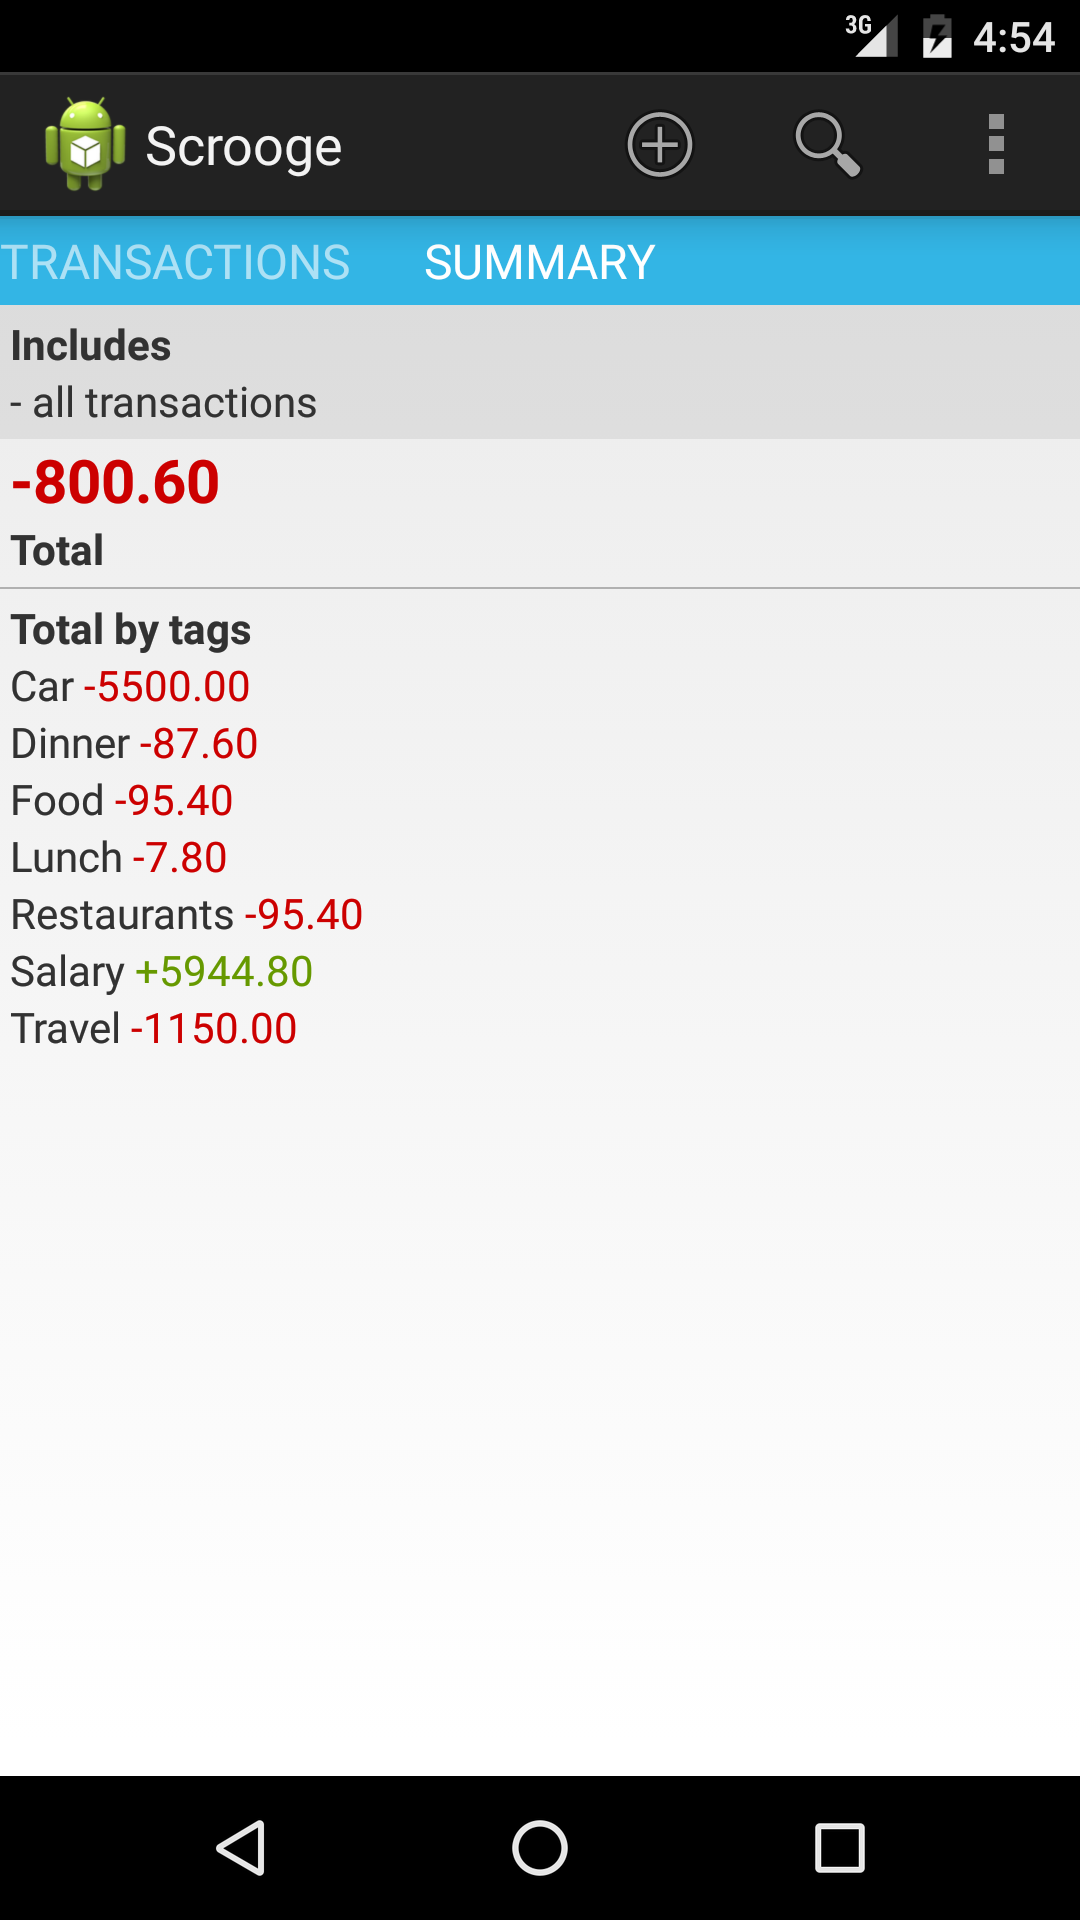 3G 4:54
Scrooge
TRANSACTIONS SUMMARY
Includes
- all transactions
-800.60
Total
Total by tags
Car -5500.00
Dinner -87.60
Food -95.40
Lunch -7.80
Restaurants -95.40
Salary +5944.80
Travel -1150.00